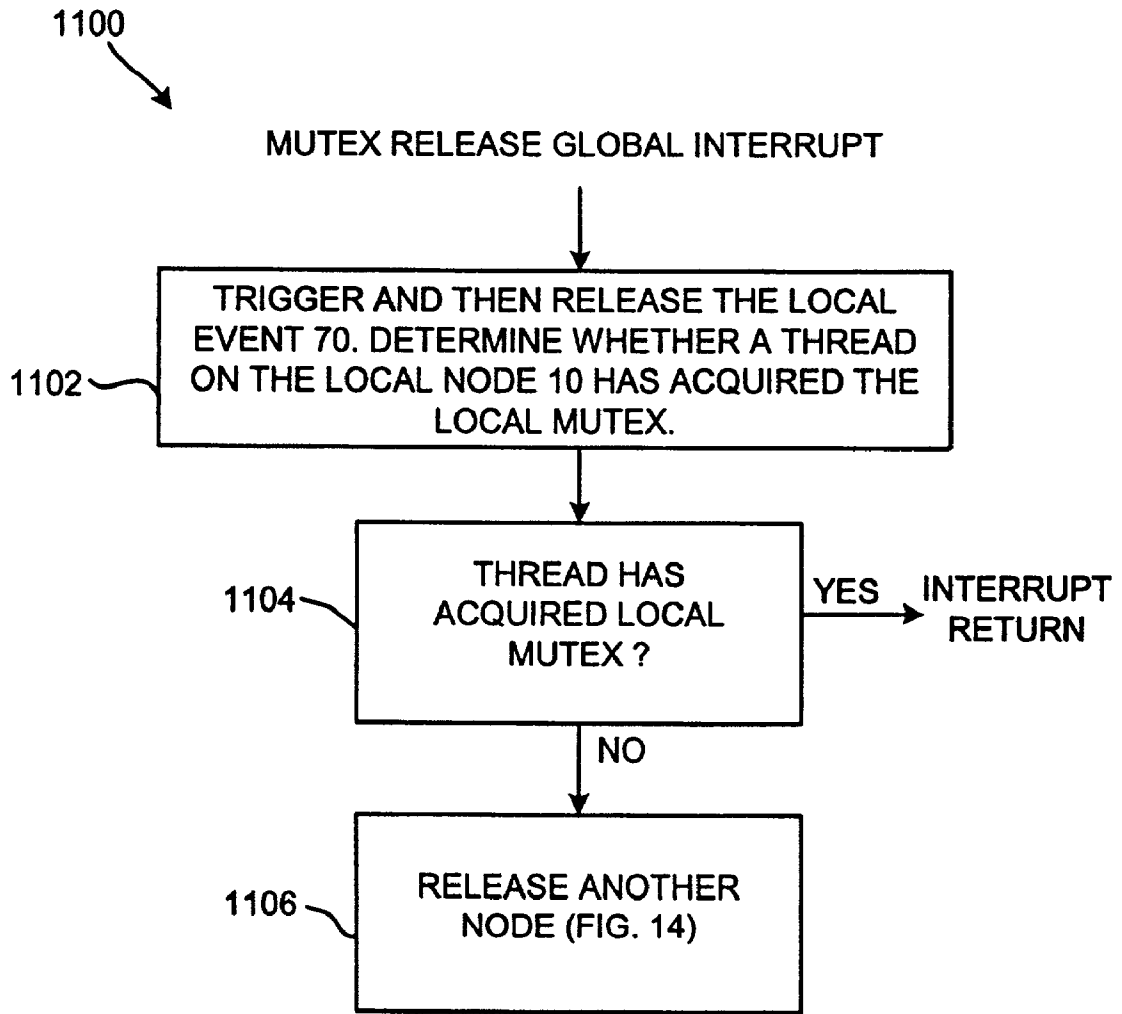 1100
MUTEX RELEASE GLOBAL INTERRUPT
TRIGGER AND THEN RELEASE THE LOCAL
EVENT 70. DETERMINE WHETHER A THREAD
ON THE LOCAL NODE 10 HAS ACQUIRED THE
LOCAL MUTEX.
1102
THREAD HAS
ACQUIRED LOCAL
MUTEX ?
1104
YES
INTERRUPT
RETURN
NO
RELEASE ANOTHER
NODE (FIG. 14)
1106